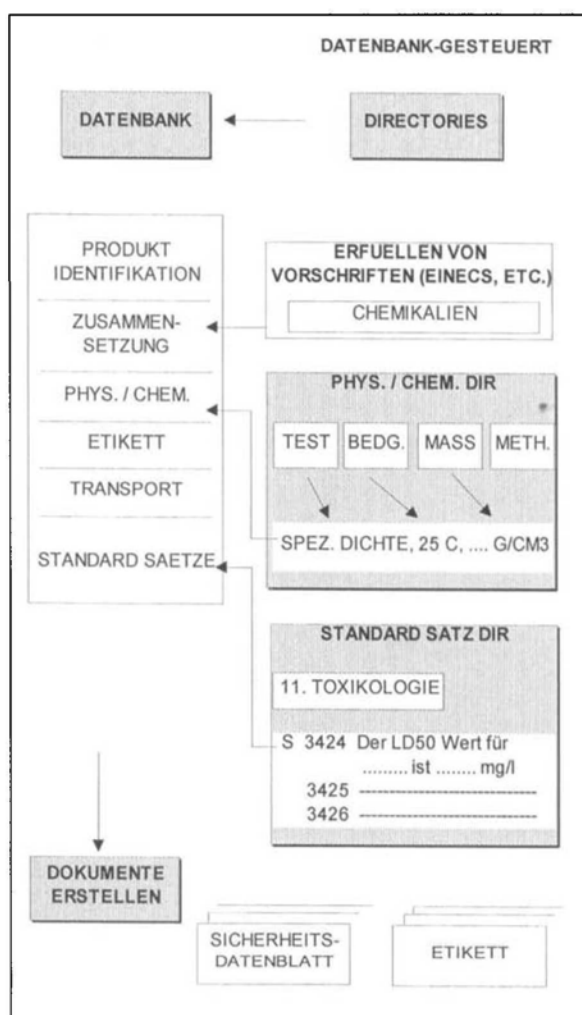 DATENBANK-GESTEUERT
DATENBANK
DIRECTORIES
PRODUKT
IDENTIFIKATION
ZUSAMMEN-
SETZUNG
PHYS. / CHEM.
ETIKETT
TRANSPORT
STANDARD SAETZE
ERFUELLEN VON
VORSCHRIFTEN (EINECS, ETC.)
CHEMIKALIEN
PHYS. / CHEM. DIR
TEST BEDG. MASS METH.
SPEZ. DICHTE, 25 C, .... G/CM3
STANDARD SATZ DIR
11. TOXIKOLOGIE
S 3424 Der LD50 Wert für
......... ist ........ mg/l
3425 ------------------------------
3426 ------------------------------
DOKUMENTE
ERSTELLEN
SICHERHEITS-
DATENBLATT
ETIKETT